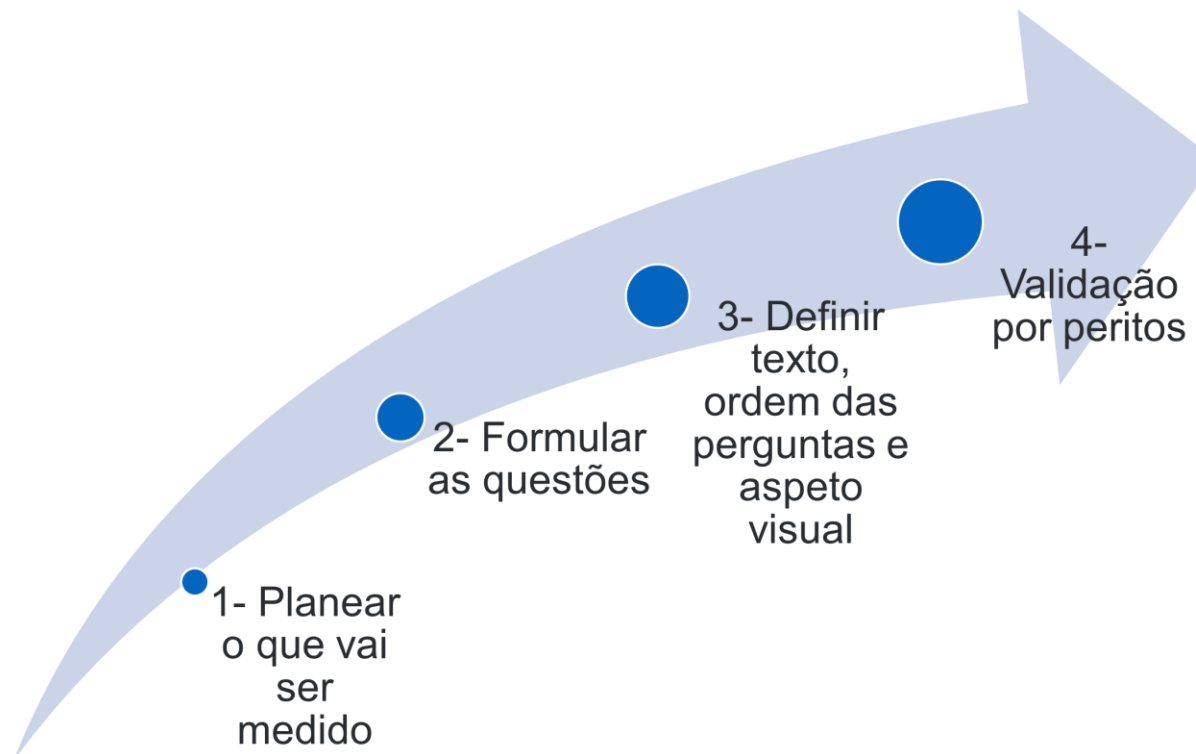 1- Planear
o que vai
ser
medido
2- Formular
as questões
3- Definir
texto,
ordem das
perguntas e
aspeto
visual
4-
Validação
por peritos